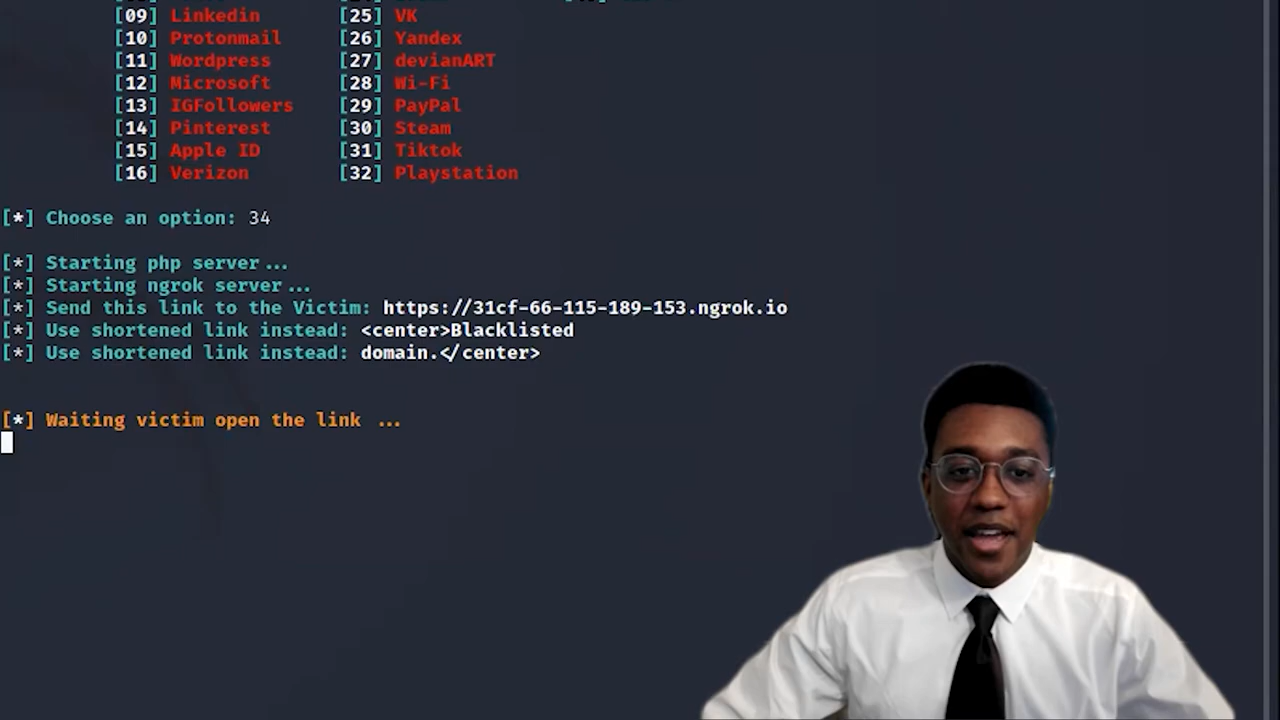 [09] Linkedin [25] VK
[10] Protonmail [26] Yandex
[11] Wordpress [27] devianART
[12] Microsoft [28] Wi-Fi
[13] IGFollowers [29] PayPal
[14] Pinterest [30] Steam
[15] Apple ID [31] Tiktok
[16] Verizon [32] Playstation
[*] Choose an option: 34
[*] Starting php server...
[*] Starting ngrok server...
[*] Send this link to the Victim: https://31cf-66-115-189-153.ngrok.io
[*] Use shortened link instead: <center>Blacklisted
[*] Use shortened link instead: domain.</center>
[*] Waiting victim open the link ...